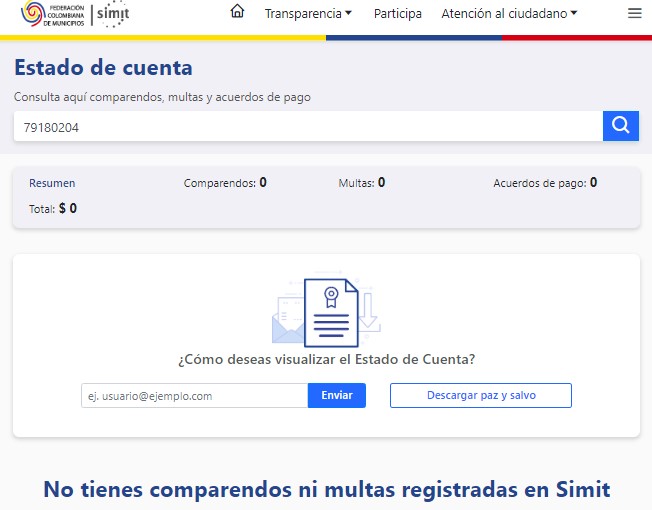 FEDERACIÓN
COLOMBIANA
DE MUNICIPIOS
simit
Transparencia Participa Atención al ciudadano
Estado de cuenta
Consulta aquí comparendos, multas y acuerdos de pago
79180204
Resumen Comparendos: 0 Multas: 0 Acuerdos de pago: 0
Total: $ 0
¿Cómo deseas visualizar el Estado de Cuenta?
ej. usuario@ejemplo.com Enviar Descargar paz y salvo
No tienes comparendos ni multas registradas en Simit